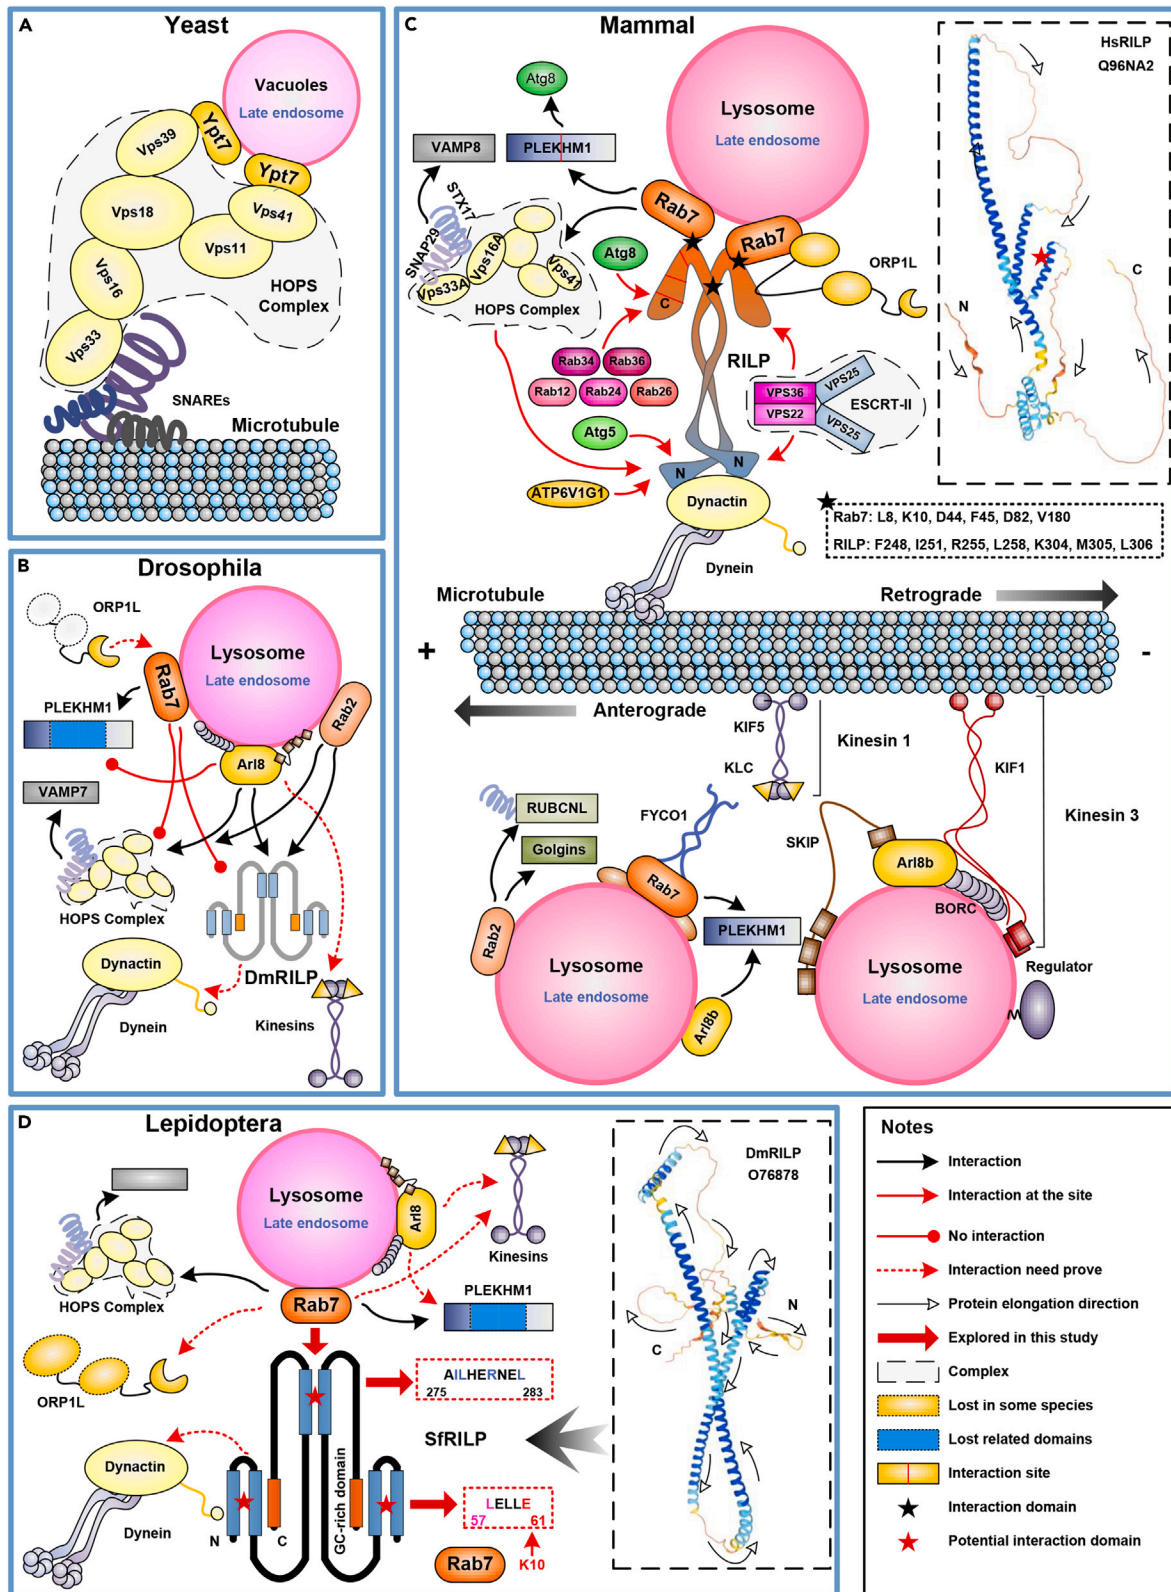 A
Yeast
Vacuoles
Late endosome
Ypt7
Ypt7
Vps39
Vps18
Vps41
Vps11
Vps16
Vps33
HOPS
Complex
SNAREs
Microtubule
B
Drosophila
ORP1L
Lysosome
Late endosome
Rab7
Rab2
PLEKHM1
Arl8
VAMP7
HOPS Complex
Dynactin
DmRILP
Dynein
Kinesins
C
Mammal
Atg8
VAMP8
PLEKHM1
Lysosome
Late endosome
STX17
SNAP29
Vps16A
Vps33A
Vps41
HOPS Complex
Rab7
Rab7
Atg8
ORP1L
C
Rab34
Rab36
Rab12
Rab24
Rab26
RILP
VPS36
VPS22
VPS25
VPS25
ESCRT-II
Atg5
ATP6V1G1
N
N
Dynactin
Dynein
HsRILP
Q96NA2
N
C
Rab7: L8, K10, D44, F45, D82, V180
RILP: F248, I251, R255, L258, K304, M305, L306
Microtubule
Retrograde
+
-
Anterograde
KIF5
KLC
Kinesin 1
KIF1
Kinesin 3
RUBCNL
Golgins
FYCO1
SKIP
Rab7
Rab2
PLEKHM1
Arl8b
Lysosome
Late endosome
Arl8b
BORC
Lysosome
Late endosome
Regulator
D
Lepidoptera
Lysosome
Late endosome
Arl8
Kinesins
HOPS Complex
Rab7
PLEKHM1
ORP1L
AILHERNEL
275 283
SfRILP
Dynactin
Dynein
N
C
GC-rich domain
LELLE
57 61
Rab7
K10
DmRILP
O76878
N
C
Notes
Interaction
Interaction at the site
No interaction
Interaction need prove
Protein elongation direction
Explored in this study
Complex
Lost in some species
Lost related domains
Interaction site
Interaction domain
Potential interaction domain